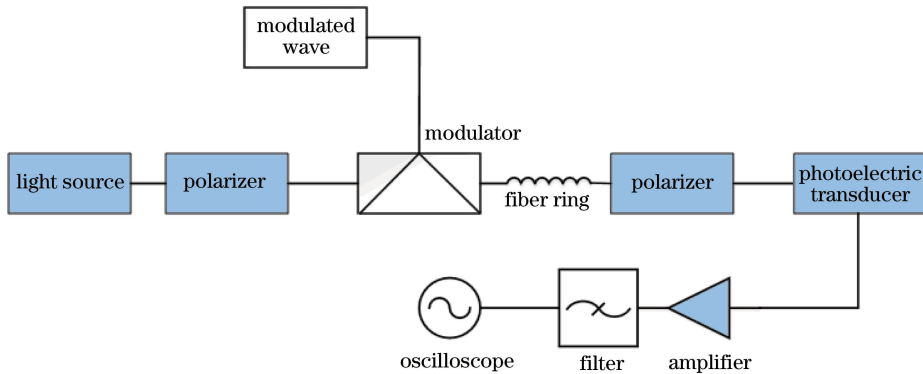 modulated
wave
modulator
light source
polarizer
fiber ring
polarizer
photoelectric
transducer
oscilloscope
filter
amplifier